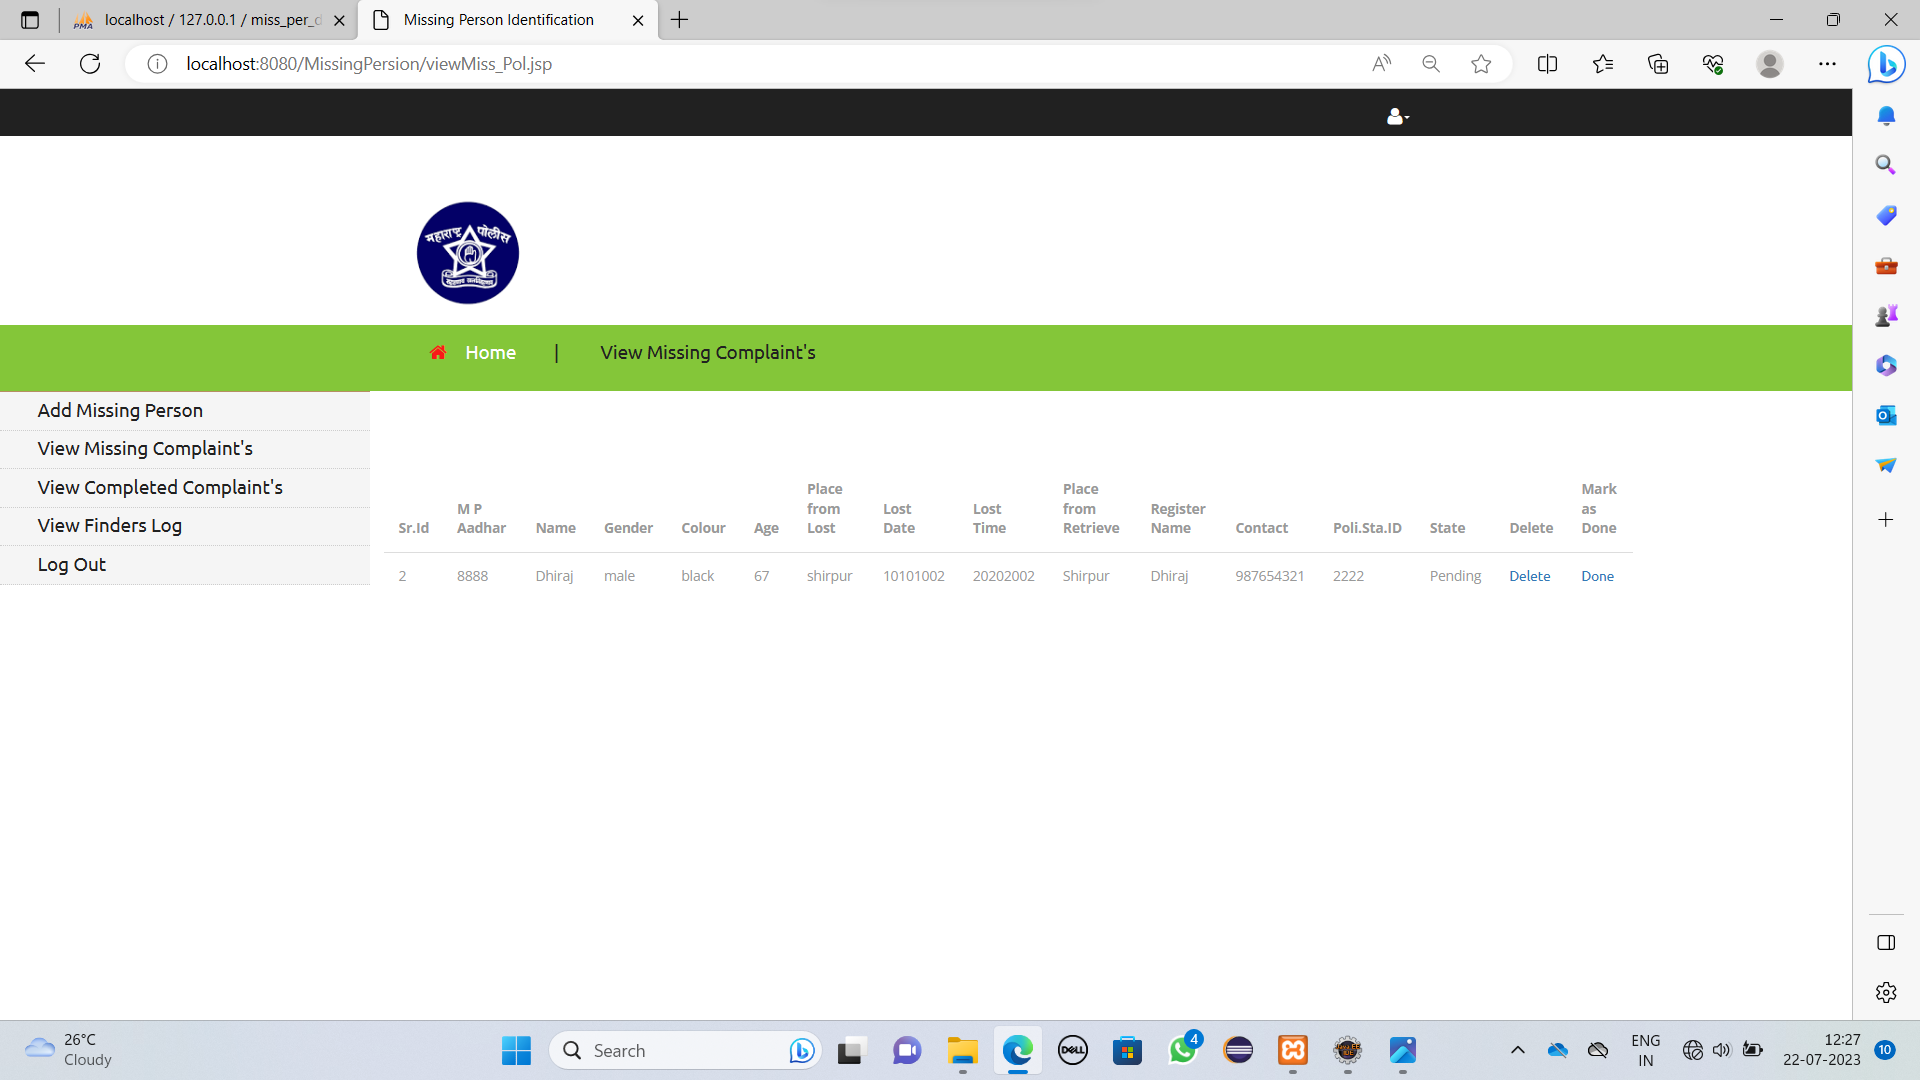 localhost / 127.0.0.1 / miss_per_d
Missing Person Identification
localhost:8080/MissingPersion/viewMiss_Pol.jsp
महाराष्ट्र पोलीस
Home | View Missing Complaint's
Add Missing Person
View Missing Complaint's
View Completed Complaint's
View Finders Log
Log Out
Sr.Id M P Aadhar Name Gender Colour Age Place from Lost Lost Date Lost Time Place from Retrieve Register Name Contact Poli.Sta.ID State Delete Mark as Done
2 8888 Dhiraj male black 67 shirpur 10101002 20202002 Shirpur Dhiraj 987654321 2222 Pending Delete Done
26°C
Cloudy
Search
DELL
4
ENG
IN
12:27
22-07-2023
10